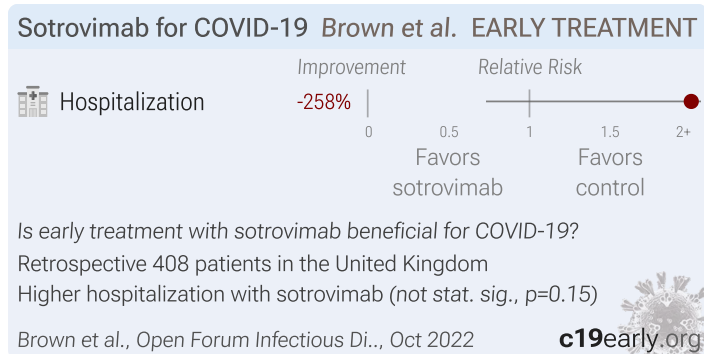 Sotrovimab for COVID-19 Brown et al. EARLY TREATMENT
Improvement Relative Risk
Hospitalization -258%
0 0.5 1 1.5 2+
Favors sotrovimab
Favors control
Is early treatment with sotrovimab beneficial for COVID-19?
Retrospective 408 patients in the United Kingdom
Higher hospitalization with sotrovimab (not stat. sig., p=0.15)
Brown et al., Open Forum Infectious Di.., Oct 2022 c19early.org